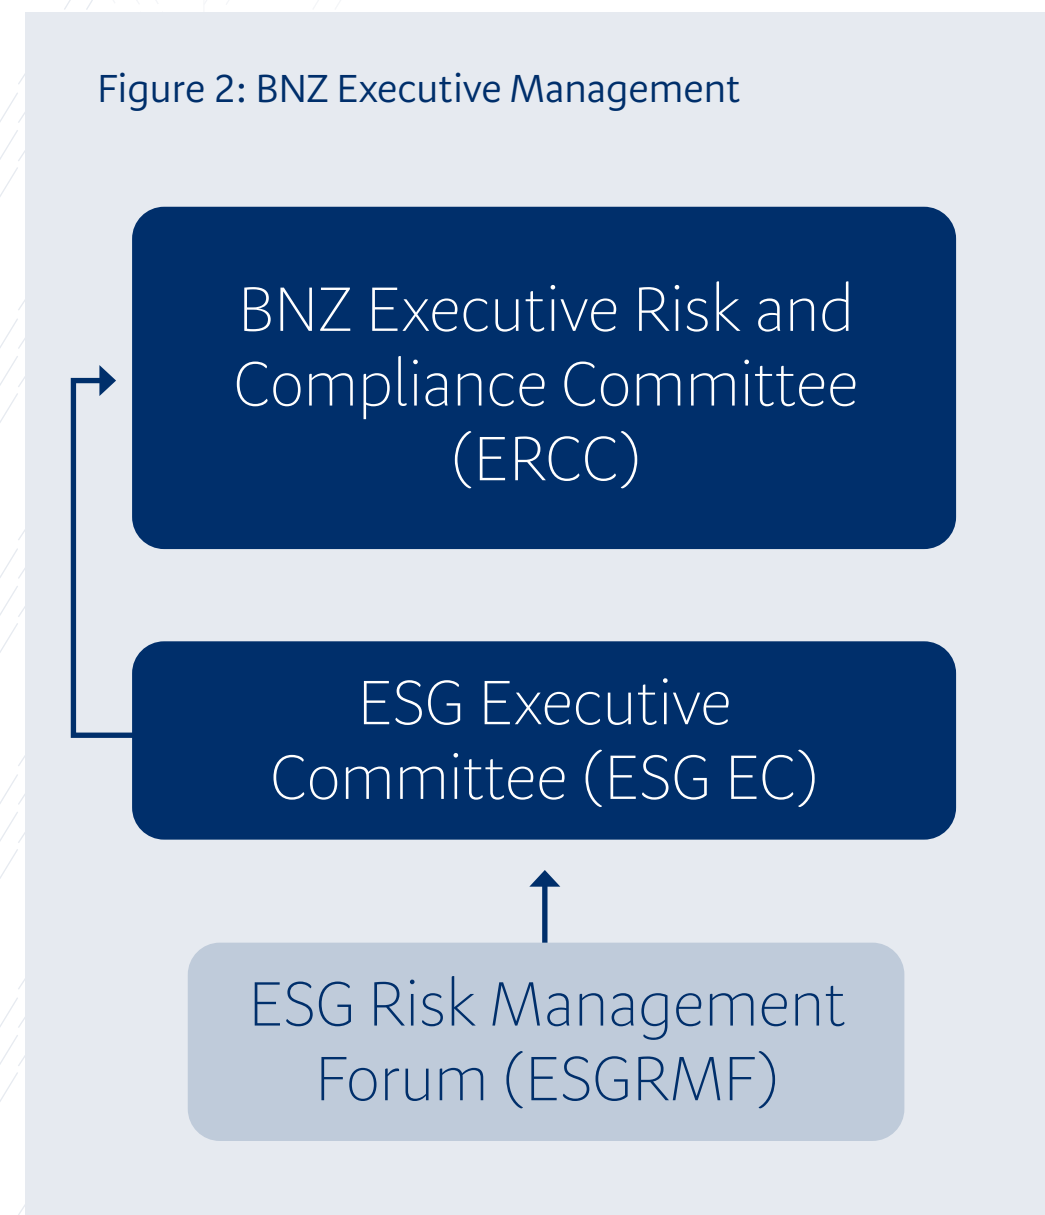 Figure 2: BNZ Executive Management
BNZ Executive Risk and
Compliance Committee
(ERCC)
ESG Executive
Committee (ESG EC)
ESG Risk Management
Forum (ESGRMF)